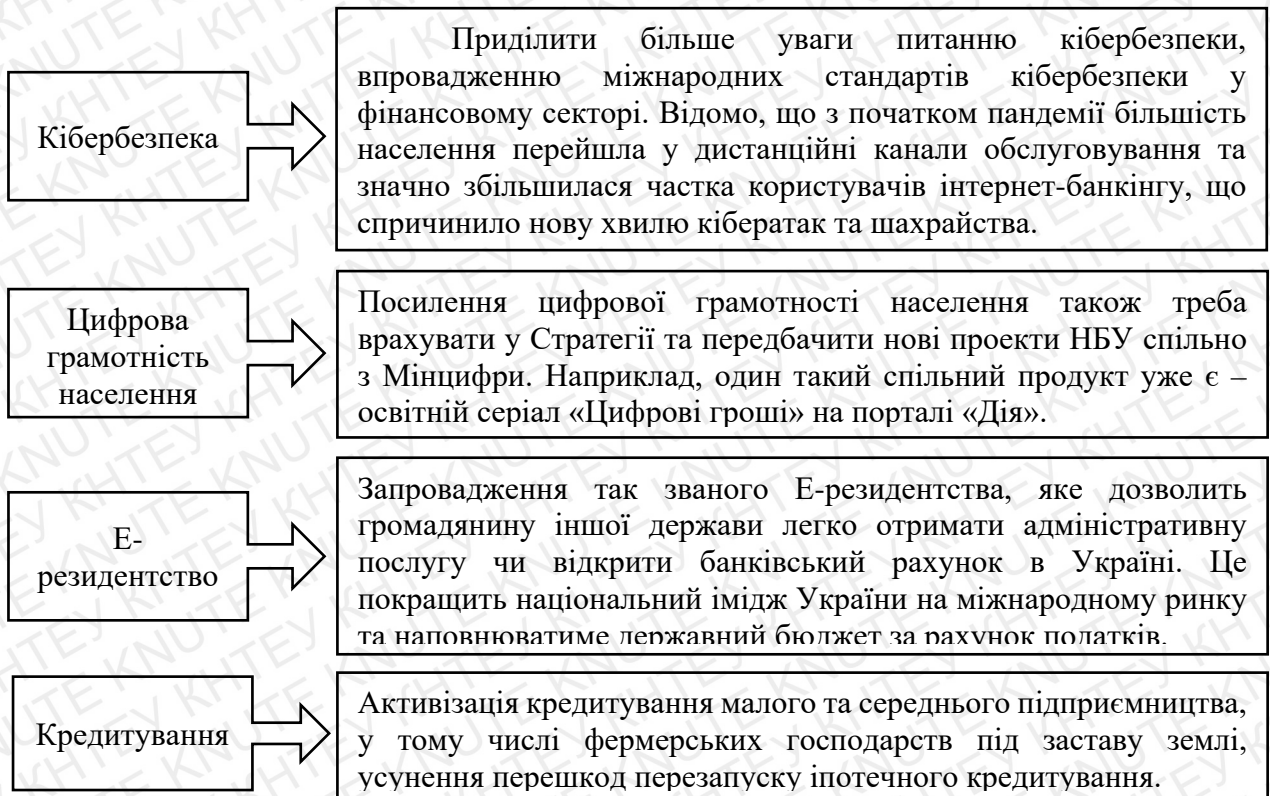 Кібербезпека
Приділити більше уваги питанню кібербезпеки,
впровадженню міжнародних стандартів кібербезпеки у
фінансовому секторі. Відомо, що з початком пандемії більшість
населення перейшла у дистанційні канали обслуговування та
значно збільшилася частка користувачів інтернет-банкінгу, що
спричинило нову хвилю кібератак та шахрайства.
Цифрова
грамотність
населення
Посилення цифрової грамотності населення також треба
врахувати у Стратегії та передбачити нові проекти НБУ спільно
з Мінцифри. Наприклад, один такий спільний продукт уже є –
освітній серіал «Цифрові гроші» на порталі «Дія».
Е-
резидентство
Запровадження так званого Е-резидентства, яке дозволить
громадянину іншої держави легко отримати адміністративну
послугу чи відкрити банківський рахунок в Україні. Це
покращить національний імідж України на міжнародному ринку
та наповнюватиме державний бюджет за рахунок податків.
Кредитування
Активізація кредитування малого та середнього підприємництва,
у тому числі фермерських господарств під заставу землі,
усунення перешкод перезапуску іпотечного кредитування.